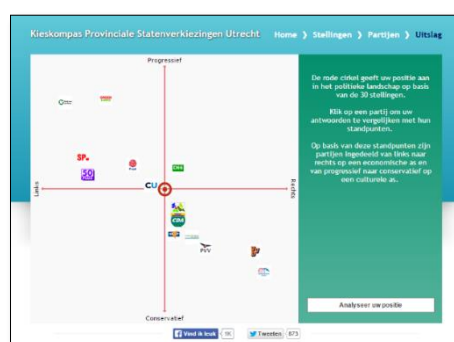 Kieskompas Provinciale Statenverkiezingen Utrecht
Home ❯ Stellingen ❯ Partijen ❯ Uitslag
Progressief
De rode cirkel geeft uw positie aan
in het politieke landschap op basis
van de 30 stellingen.
Klik op een partij om uw
antwoorden te vergelijken met hun
standpunten.
Op basis van deze standpunten zijn
partijen ingedeeld van links naar
rechts op een economische as en
van progressief naar conservatief op
een culturele as.
SP.
50
D66
Links
CU
Rechts
CDA
PVV
Conservatief
Analyseer uw positie
Vind ik leuk
Tweeten 873